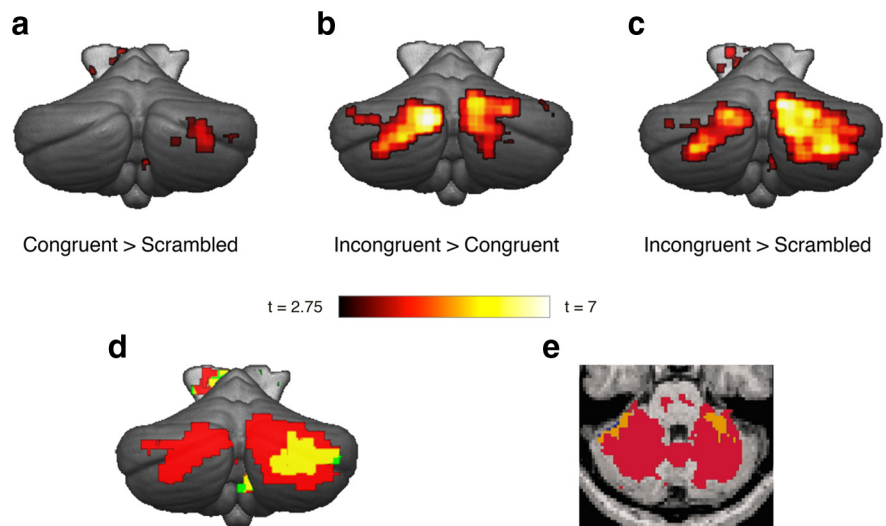 a
b
c
Congruent > Scrambled
Incongruent > Congruent
Incongruent > Scrambled
t = 2.75
t = 7
d
e